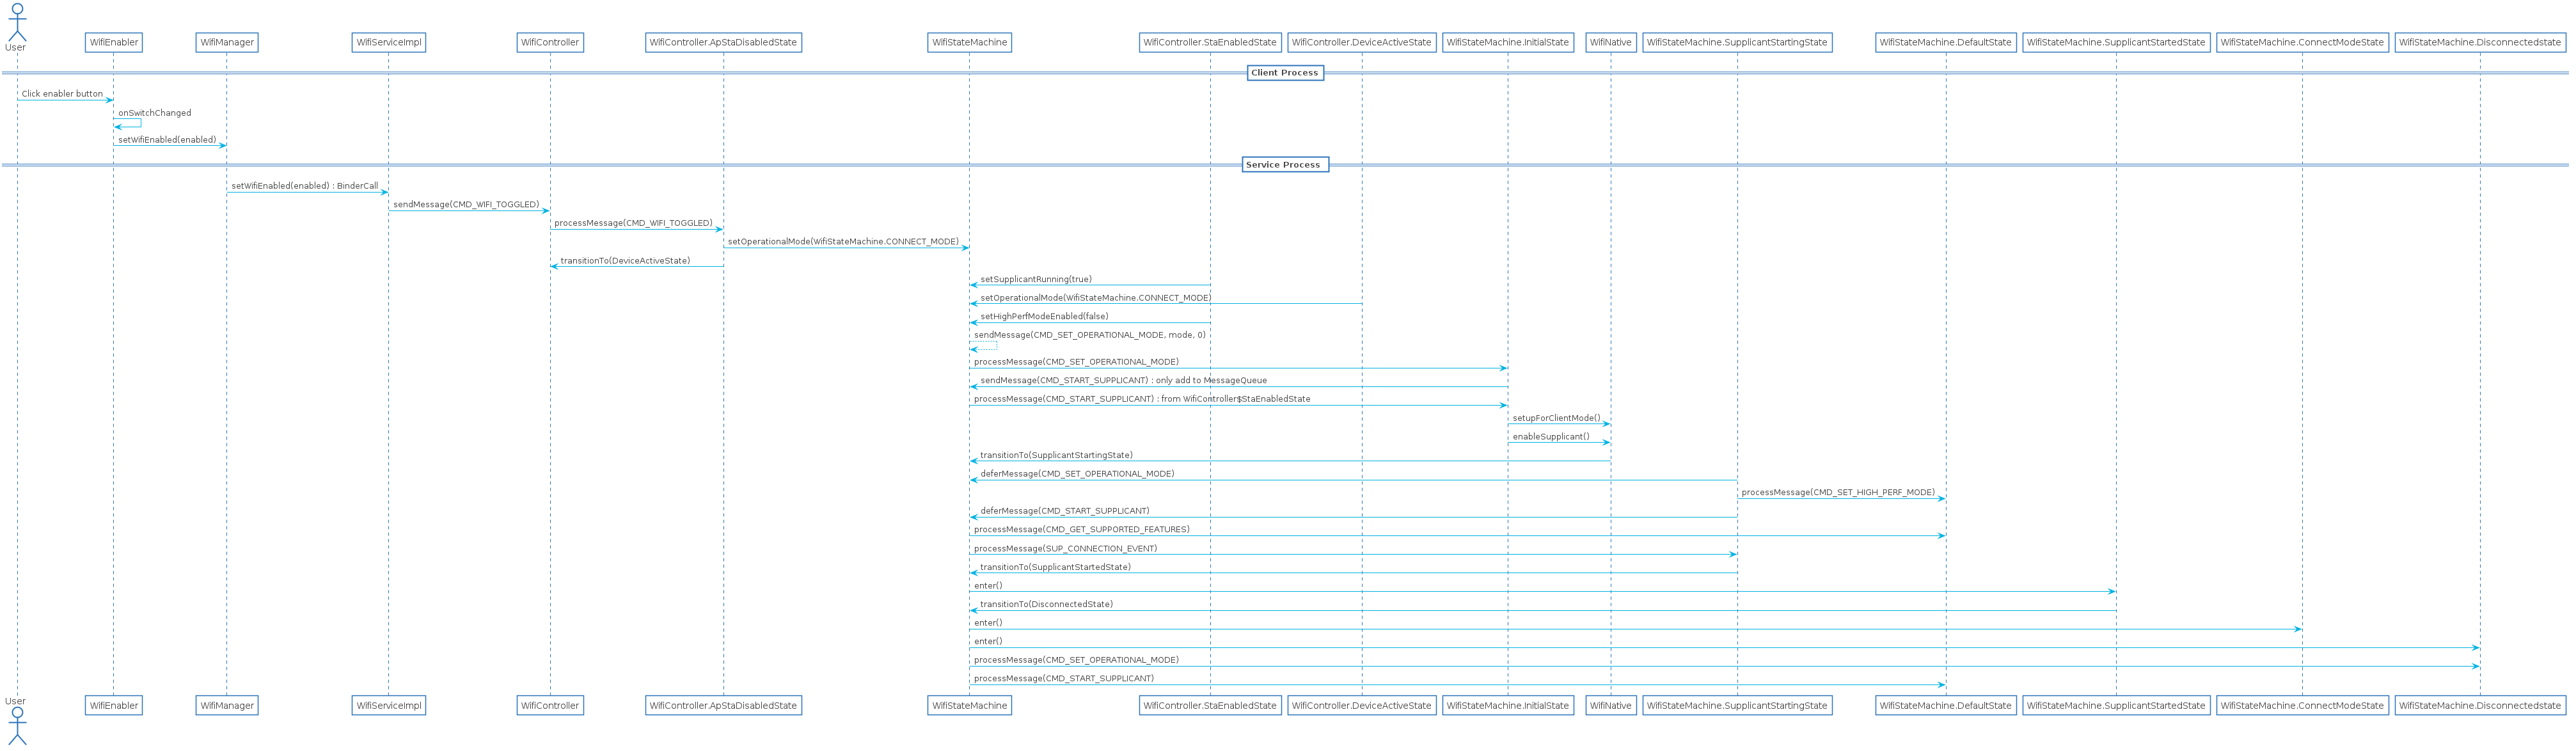 User
WifiEnabler
WifiManager
WifiServiceImpl
WifiController
WifiController.ApStaDisabledState
WifiStateMachine
WifiController.StaEnabledState
WifiController.DeviceActiveState
WifiStateMachine.InitialState
WifiNative
WifiStateMachine.SupplicantStartingState
WifiStateMachine.DefaultState
WifiStateMachine.SupplicantStartedState
WifiStateMachine.ConnectModeState
WifiStateMachine.Disconnectedstate
Client Process
Click enabler button
onSwitchChanged
setWifiEnabled(enabled)
Service Process
setWifiEnabled(enabled) : BinderCall
sendMessage(CMD_WIFI_TOGGLED)
processMessage(CMD_WIFI_TOGGLED)
setOperationalMode(WifiStateMachine.CONNECT_MODE)
transitionTo(DeviceActiveState)
setSupplicantRunning(true)
setOperationalMode(WifiStateMachine.CONNECT_MODE)
setHighPerfModeEnabled(false)
sendMessage(CMD_SET_OPERATIONAL_MODE, mode, 0)
processMessage(CMD_SET_OPERATIONAL_MODE)
sendMessage(CMD_START_SUPPLICANT) : only add to MessageQueue
processMessage(CMD_START_SUPPLICANT) : from WifiController$StaEnabledState
setupForClientMode()
enableSupplicant()
transitionTo(SupplicantStartingState)
deferMessage(CMD_SET_OPERATIONAL_MODE)
processMessage(CMD_SET_HIGH_PERF_MODE)
deferMessage(CMD_START_SUPPLICANT)
processMessage(CMD_GET_SUPPORTED_FEATURES)
processMessage(SUP_CONNECTION_EVENT)
transitionTo(SupplicantStartedState)
enter()
transitionTo(DisconnectedState)
enter()
enter()
processMessage(CMD_SET_OPERATIONAL_MODE)
processMessage(CMD_START_SUPPLICANT)
User
WifiEnabler
WifiManager
WifiServiceImpl
WifiController
WifiController.ApStaDisabledState
WifiStateMachine
WifiController.StaEnabledState
WifiController.DeviceActiveState
WifiStateMachine.InitialState
WifiNative
WifiStateMachine.SupplicantStartingState
WifiStateMachine.DefaultState
WifiStateMachine.SupplicantStartedState
WifiStateMachine.ConnectModeState
WifiStateMachine.Disconnectedstate